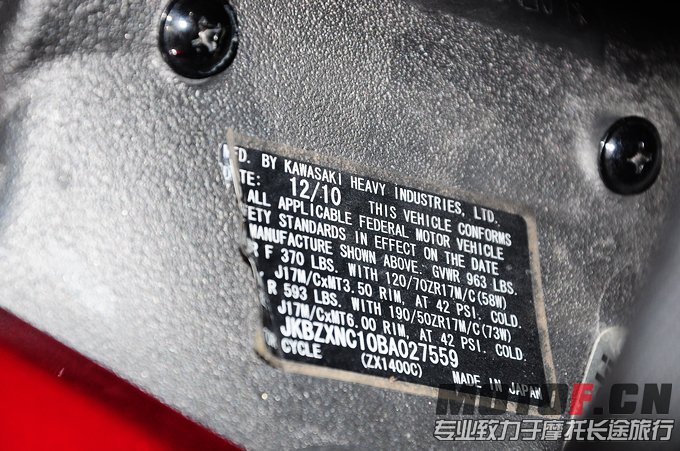 MFD. BY KAWASAKI HEAVY INDUSTRIES, LTD.
DATE: 12/10 THIS VEHICLE CONFORMS
ALL APPLICABLE FEDERAL MOTOR VEHICLE
ETY STANDARDS IN EFFECT ON THE DATE
MANUFACTURE SHOWN ABOVE. GVWR 963 LBS.
R F 370 LBS. WITH 120/70ZR17M/C(58W)
J17M/CxMT3.50 RIM, AT 42 PSI. COLD.
R 593 LBS. WITH 190/50ZR17M/C(73W)
J17M/CxMT6.00 RIM, AT 42 PSI. COLD.
JKBZXNC10BA027559
CYCLE (ZX1400C) MADE IN JAPAN
MOTOF.CN
专业致力于摩托长途旅行